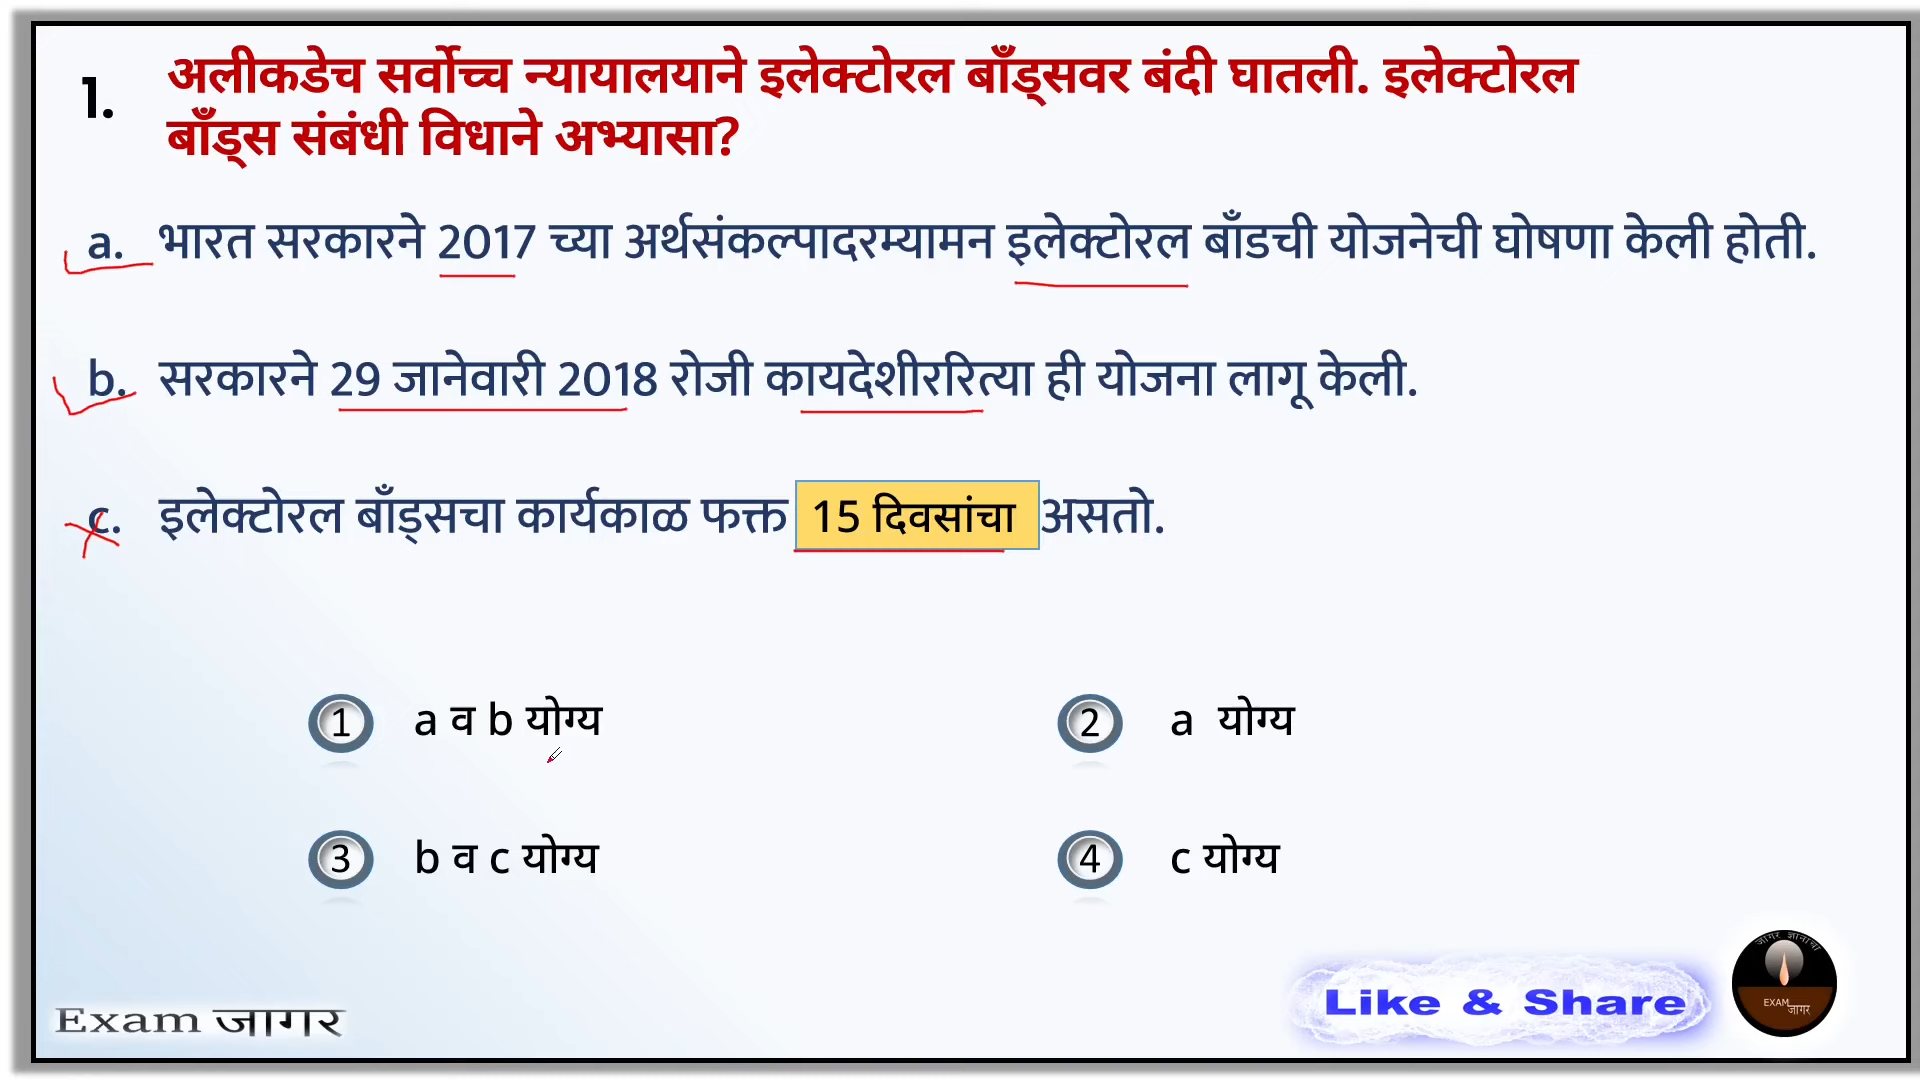 1. अलीकडेच सर्वोच्च न्यायालयाने इलेक्टोरल बाँड्सवर बंदी घातली. इलेक्टोरल
बाँड्स संबंधी विधाने अभ्यासा?
a. भारत सरकारने 2017 च्या अर्थसंकल्पादरम्यामन इलेक्टोरल बाँडची योजनेची घोषणा केली होती.
b. सरकारने 29 जानेवारी 2018 रोजी कायदेशीररित्या ही योजना लागू केली.
c. इलेक्टोरल बाँड्सचा कार्यकाळ फक्त 15 दिवसांचा असतो.
1 a व b योग्य
2 a योग्य
3 b व c योग्य
4 c योग्य
Exam जागर
Like & Share
जागर ज्ञानाचा
EXAM
जागर